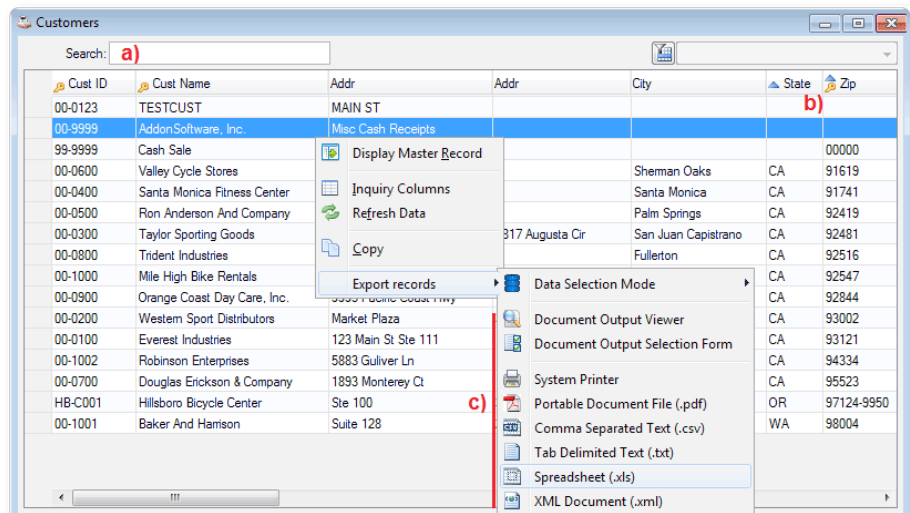 Customers
Search: a)
Cust ID Cust Name Addr Addr City State Zip
b)
00-0123 TESTCUST MAIN ST
00-9999 AddonSoftware, Inc. Misc Cash Receipts
99-9999 Cash Sale 00000
Display Master Record
00-0600 Valley Cycle Stores Sherman Oaks CA 91619
Inquiry Columns
00-0400 Santa Monica Fitness Center Santa Monica CA 91741
00-0500 Ron Anderson And Company Palm Springs CA 92419
Refresh Data
00-0300 Taylor Sporting Goods 817 Augusta Cir San Juan Capistrano CA 92481
Copy
00-0800 Trident Industries Fullerton CA 92516
00-1000 Mile High Bike Rentals CA 92547
Export records
Data Selection Mode
00-0900 Orange Coast Day Care, Inc. CA 92844
00-0200 Western Sport Distributors Market Plaza CA 93002
Document Output Viewer
00-0100 Everest Industries 123 Main St Ste 111 CA 93121
Document Output Selection Form
00-1002 Robinson Enterprises 5883 Guliver Ln CA 94334
00-0700 Douglas Erickson & Company 1893 Monterey Ct CA 95523
System Printer
HB-C001 Hillsboro Bicycle Center Ste 100 OR 97124-9950
c)
Portable Document File (.pdf)
00-1001 Baker And Harrison Suite 128 WA 98004
Comma Separated Text (.csv)
Tab Delimited Text (.txt)
Spreadsheet (.xls)
XML Document (.xml)